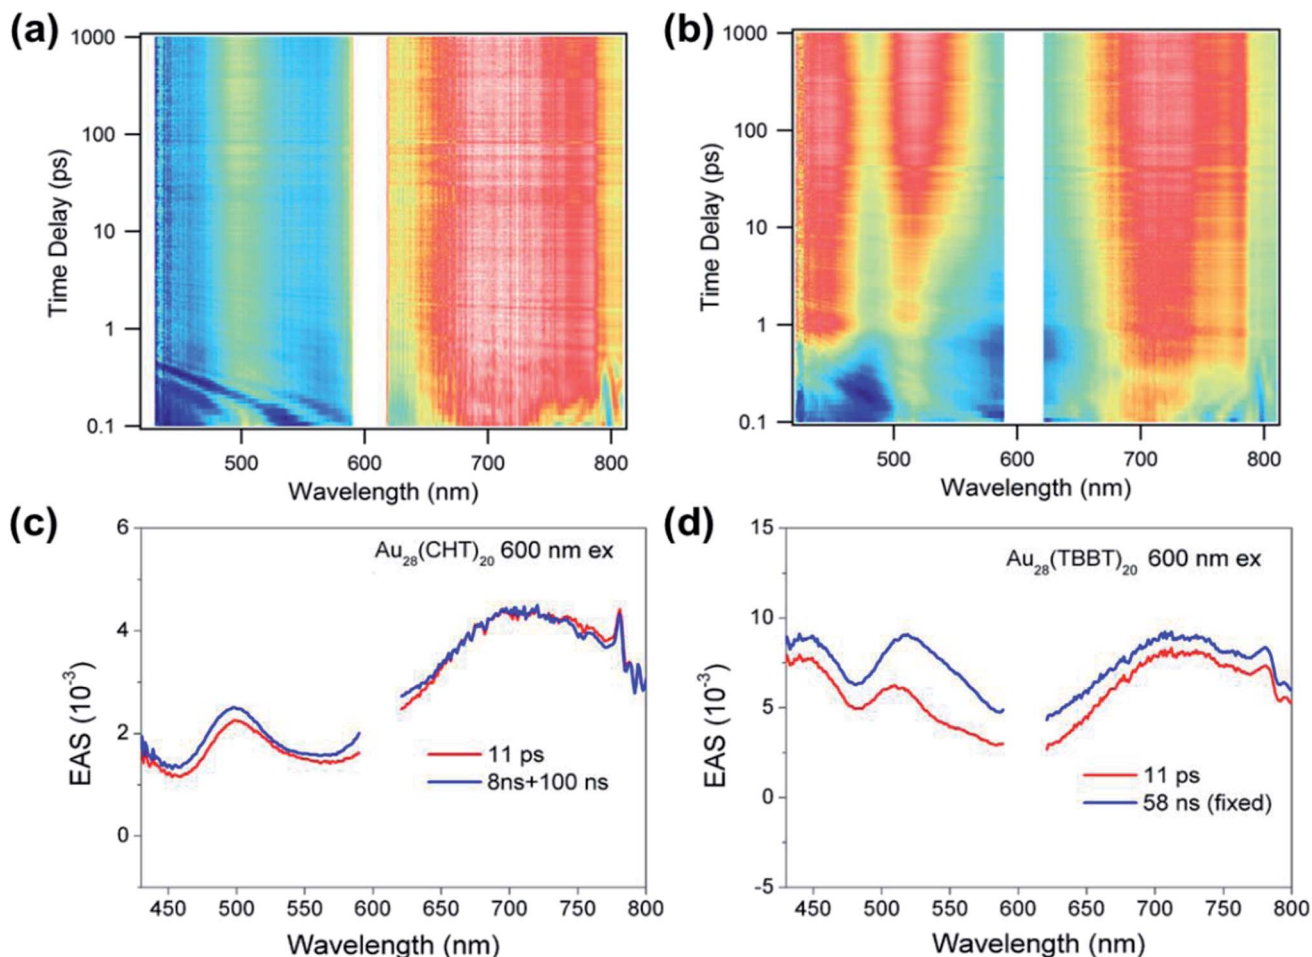 (a)
1000
100
10
1
0.1
Time Delay (ps)
500 600 700 800
Wavelength (nm)
(b)
1000
100
10
1
0.1
Time Delay (ps)
500 600 700 800
Wavelength (nm)
(c)
6
4
2
0
EAS (10⁻³)
Au₂₈(CHT)₂₀ 600 nm ex
11 ps
8ns+100 ns
450 500 550 600 650 700 750 800
Wavelength (nm)
(d)
15
10
5
0
-5
EAS (10⁻³)
Au₂₈(TBBT)₂₀ 600 nm ex
11 ps
58 ns (fixed)
450 500 550 600 650 700 750 800
Wavelength (nm)